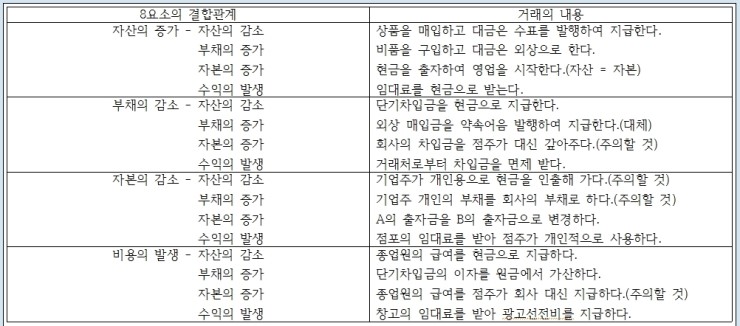 8요소의 결합관계 거래의 내용
자산의 증가 - 자산의 감소 상품을 매입하고 대금은 수표를 발행하여 지급한다.
부채의 증가 비품을 구입하고 대금은 외상으로 한다.
자본의 증가 현금을 출자하여 영업을 시작한다.(자산 = 자본)
수익의 발생 임대료를 현금으로 받는다.
부채의 감소 - 자산의 감소 단기차입금을 현금으로 지급한다.
부채의 증가 외상 매입금을 약속어음 발행하여 지급한다.(대체)
자본의 증가 회사의 차입금을 점주가 대신 갚아주다.(주의할 것)
수익의 발생 거래처로부터 차입금을 면제 받다.
자본의 감소 - 자산의 감소 기업주가 개인용으로 현금을 인출해 가다.(주의할 것)
부채의 증가 기업주 개인의 부채를 회사의 부채로 하다.(주의할 것)
자본의 증가 A의 출자금을 B의 출자금으로 변경하다.
수익의 발생 점포의 임대료를 받아 점주가 개인적으로 사용하다.
비용의 발생 - 자산의 감소 종업원의 급여를 현금으로 지급하다.
부채의 증가 단기차입금의 이자를 원금에서 가산하다.
자본의 증가 종업원의 급여를 점주가 회사 대신 지급하다.(주의할 것)
수익의 발생 창고의 임대료를 받아 광고선전비를 지급하다.